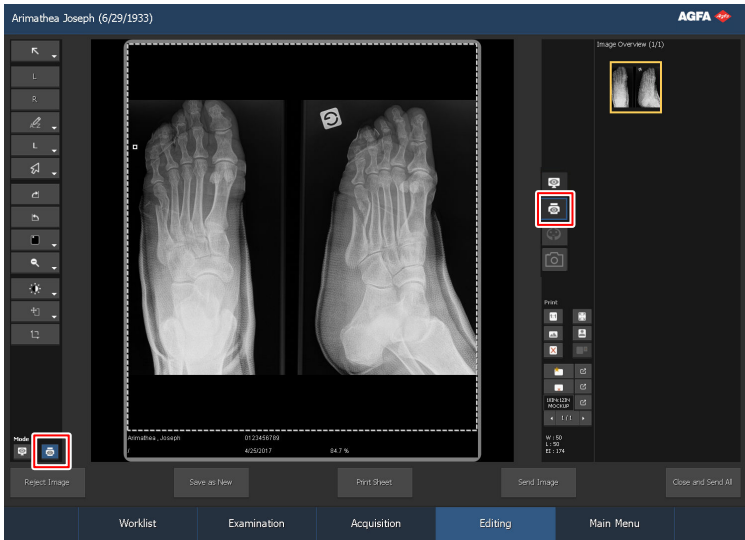 Arimathea Joseph (6/29/1933)
AGFA
Image Overview (1/1)
L
R
L
Print
1:1
10INx12IN
MOCKUP
1/1
Mode
W : 50
L : 50
EI : 174
Arimathea , Joseph 0123456789
/ 4/25/2017 84.7 %
Reject Image
Save as New
Print Sheet
Send Image
Close and Send All
Worklist
Examination
Acquisition
Editing
Main Menu